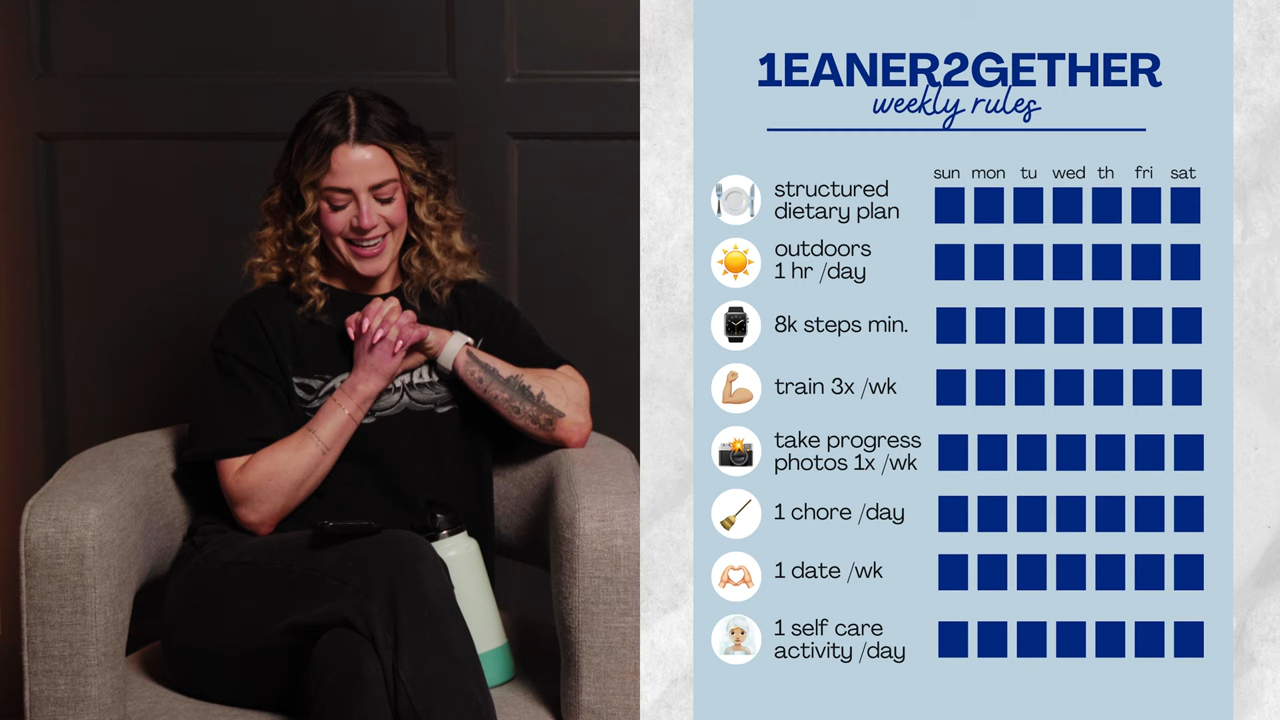 1EANER2GETHER
weekly rules
sun mon tu wed th fri sat
structured
dietary plan
outdoors
1 hr /day
8k steps min.
train 3x /wk
take progress
photos 1x /wk
1 chore /day
1 date /wk
1 self care
activity /day